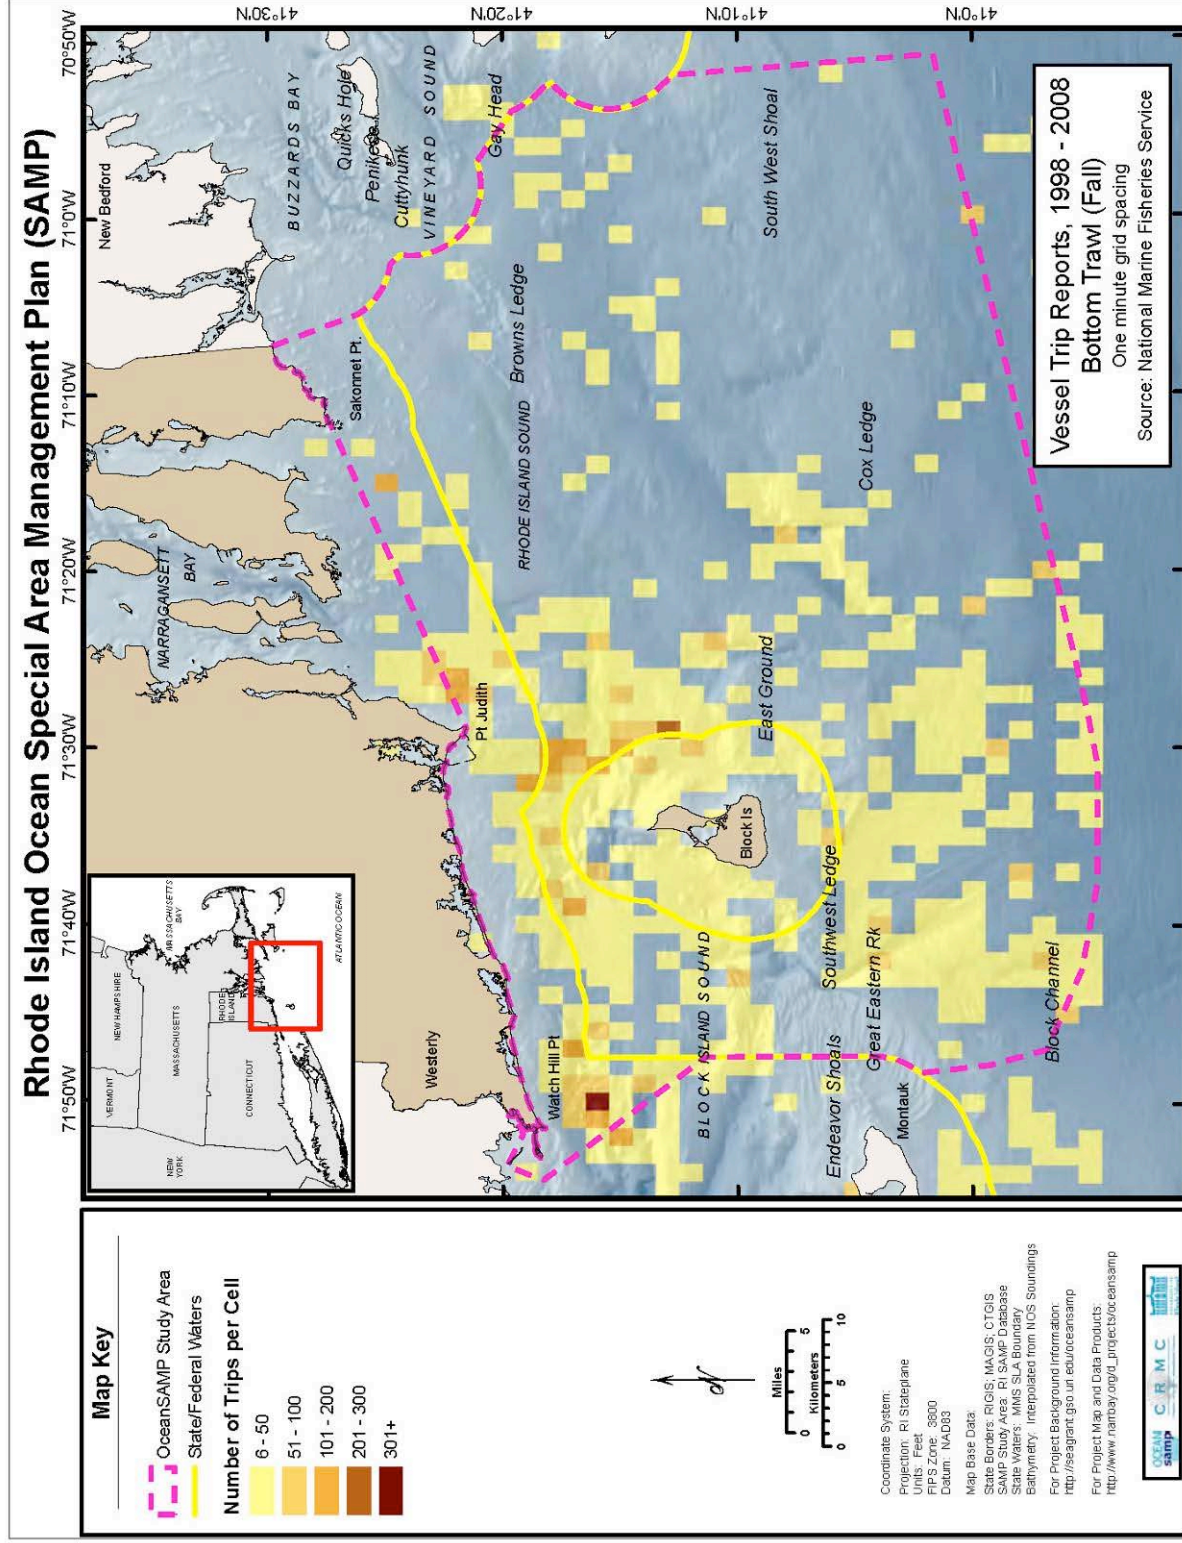 Rhode Island Ocean Special Area Management Plan (SAMP)
Map Key
OceanSAMP Study Area
State/Federal Waters
Number of Trips per Cell
6 - 50
51 - 100
101 - 200
201 - 300
301+
Miles
0 5
Kilometers
0 5 10
Coordinate System:
Projection: RI Stateplane
Units: Feet
FIPS Zone: 3800
Datum: NAD83
Map Base Data:
State Borders: RIGIS; MAGIS; CTGIS
SAMP Study Area: RI SAMP Database
State Waters: MMS SLA Boundary
Bathymetry: Interpolated from NOS Soundings
For Project Background Information:
http://seagrant.gso.uri.edu/oceansamp
For Project Map and Data Products:
http://www.narrbay.org/d_projects/oceansamp
OCEAN
samp
C R M C
71°50'W
71°40'W
71°30'W
71°20'W
71°10'W
71°0'W
70°50'W
41°30'N
41°20'N
41°10'N
41°0'N
VERMONT
NEW HAMPSHIRE
NEW
YORK
MASSACHUSETTS
MASSACHUSETTS
BAY
CONNECTICUT
RHODE
ISLAND
ATLANTIC OCEAN
New Bedford
NARRAGANSETT
BAY
BUZZARDS BAY
Quicks Hole
Penikese
Cuttyhunk
VINEYARD SOUND
Gay Head
Sakonnet Pt.
Westerly
Watch Hill Pt
Pt Judith
RHODE ISLAND SOUND
Browns Ledge
BLOCK ISLAND SOUND
Block Is
East Ground
South West Shoal
Endeavor Shoals
Southwest Ledge
Great Eastern Rk
Cox Ledge
Montauk
Block Channel
Vessel Trip Reports, 1998 - 2008
Bottom Trawl (Fall)
One minute grid spacing
Source: National Marine Fisheries Service